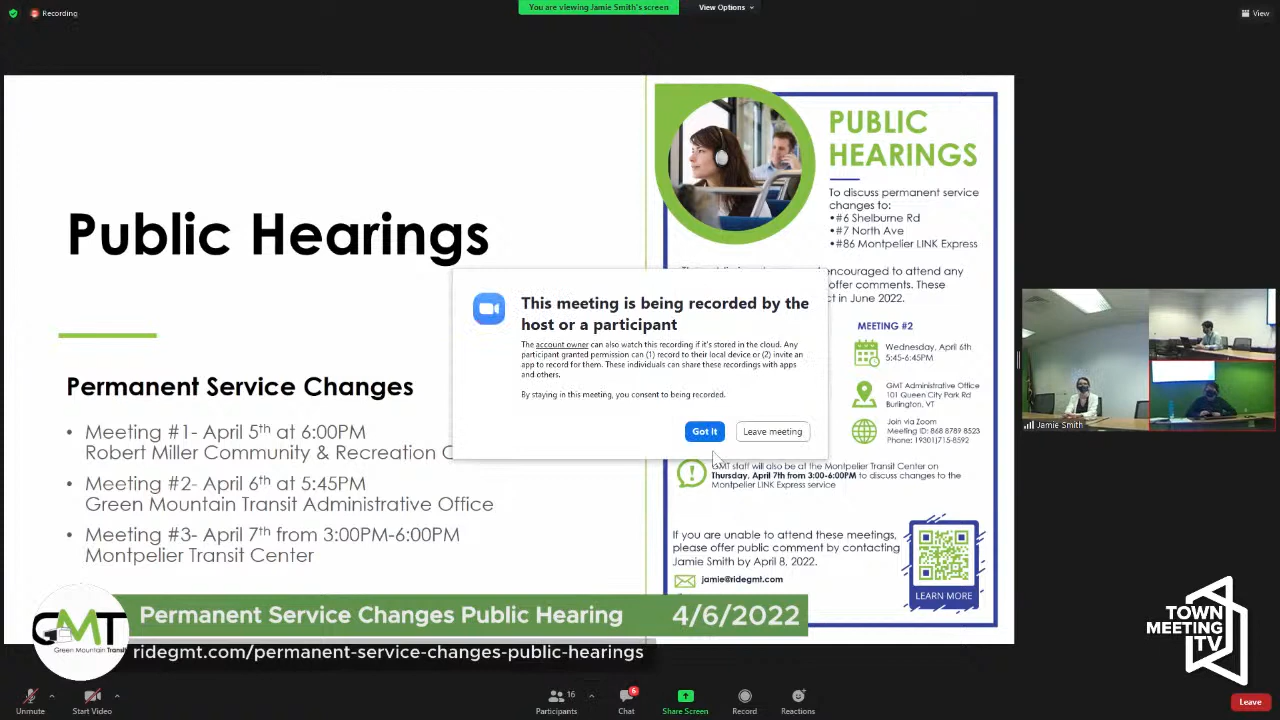 Recording
You are viewing Jamie Smith's screen
View Options
View
Public Hearings
Permanent Service Changes
• Meeting #1- April 5th at 6:00PM
Robert Miller Community & Recreation C
• Meeting #2- April 6th at 5:45PM
Green Mountain Transit Administrative Office
• Meeting #3- April 7th from 3:00PM-6:00PM
Montpelier Transit Center
PUBLIC
HEARINGS
To discuss permanent service
changes to:
•#6 Shelburne Rd
•#7 North Ave
•#86 Montpelier LINK Express
encouraged to attend any
offer comments. These
ct in June 2022.
MEETING #2
Wednesday, April 6th
5:45-6:45PM
GMT Administrative Office
101 Queen City Park Rd
Burlington, VT
Join via Zoom
Meeting ID: 868 8789 8523
Phone: 19301)715-8592
GMT staff will also be at the Montpelier Transit Center on
Thursday, April 7th from 3:00-6:00PM to discuss changes to the
Montpelier LINK Express service
If you are unable to attend these meetings,
please offer public comment by contacting
Jamie Smith by April 8, 2022.
jamie@ridegmt.com
LEARN MORE
This meeting is being recorded by the
host or a participant
The account owner can also watch this recording if it's stored in the cloud. Any
participant granted permission can (1) record to their local device or (2) invite an
app to record for them. These individuals can share these recordings with apps
and others.
By staying in this meeting, you consent to being recorded.
Got it
Leave meeting
Jamie Smith
GMT
Green Mountain Transit
Permanent Service Changes Public Hearing 4/6/2022
ridegmt.com/permanent-service-changes-public-hearings
TOWN
MEETING
TV
Unmute
Start Video
16
Participants
6
Chat
Share Screen
Record
Reactions
Leave